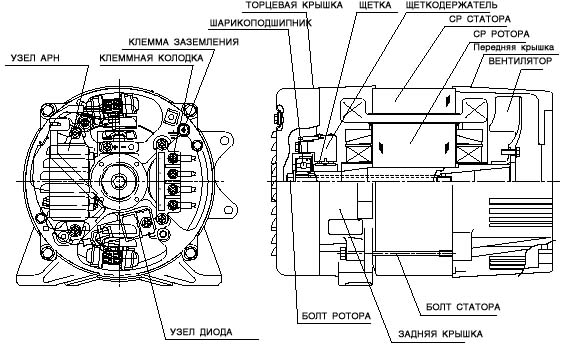 ТОРЦЕВАЯ КРЫШКА
ЩЕТКА
ЩЕТКОДЕРЖАТЕЛЬ
ШАРИКОПОДШИПНИК
СР СТАТОРА
СР РОТОРА
КЛЕММА ЗАЗЕМЛЕНИЯ
Передняя крышка
УЗЕЛ АРН
КЛЕММНАЯ КОЛОДКА
ВЕНТИЛЯТОР
БОЛТ РОТОРА
БОЛТ СТАТОРА
УЗЕЛ ДИОДА
ЗАДНЯЯ КРЫШКА